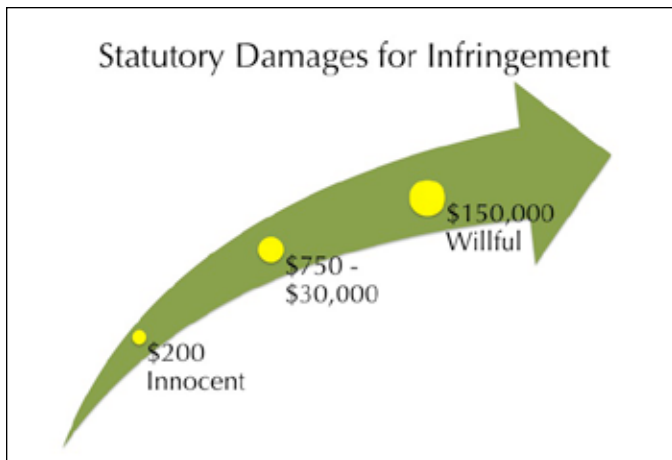 Statutory Damages for Infringement
$150,000
Willful
$750 -
$30,000
$200
Innocent